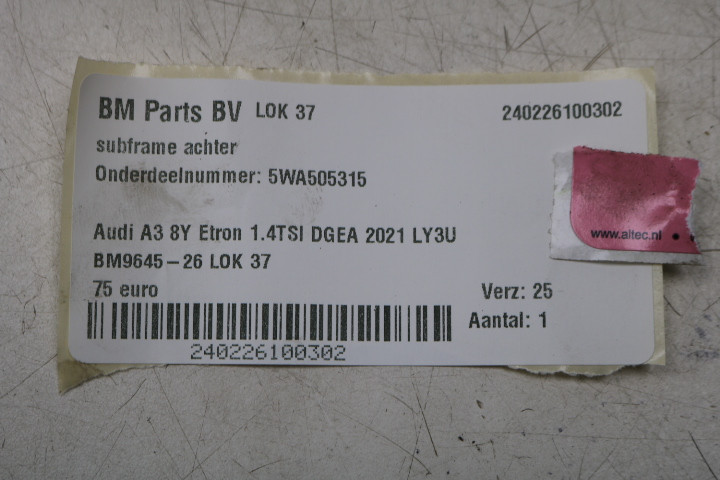 BM Parts BV LOK 37 240226100302
subframe achter
Onderdeelnummer: 5WA505315
www.altec.nl
Audi A3 8Y Etron 1.4TSI DGEA 2021 LY3U
BM9645-26 LOK 37
75 euro Verz: 25
Aantal: 1
240226100302